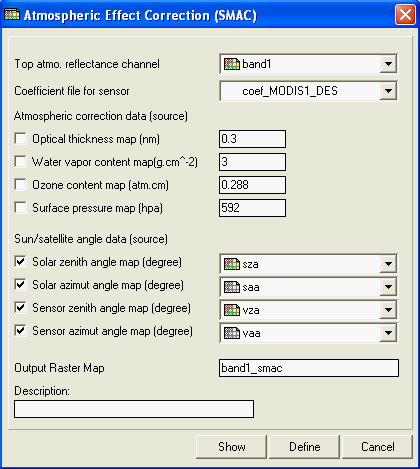 Atmospheric Effect Correction (SMAC)
Top atmo. reflectance channel band1
Coefficient file for sensor coef_MODIS1_DES
Atmospheric correction data (source)
Optical thickness map (nm) 0.3
Water vapor content map(g.cm^-2) 3
Ozone content map (atm.cm) 0.288
Surface pressure map (hpa) 592
Sun/satellite angle data (source)
Solar zenith angle map (degree) sza
Solar azimut angle map (degree) saa
Sensor zenith angle map (degree) vza
Sensor azimut angle map (degree) vaa
Output Raster Map band1_smac
Description:
Show Define Cancel